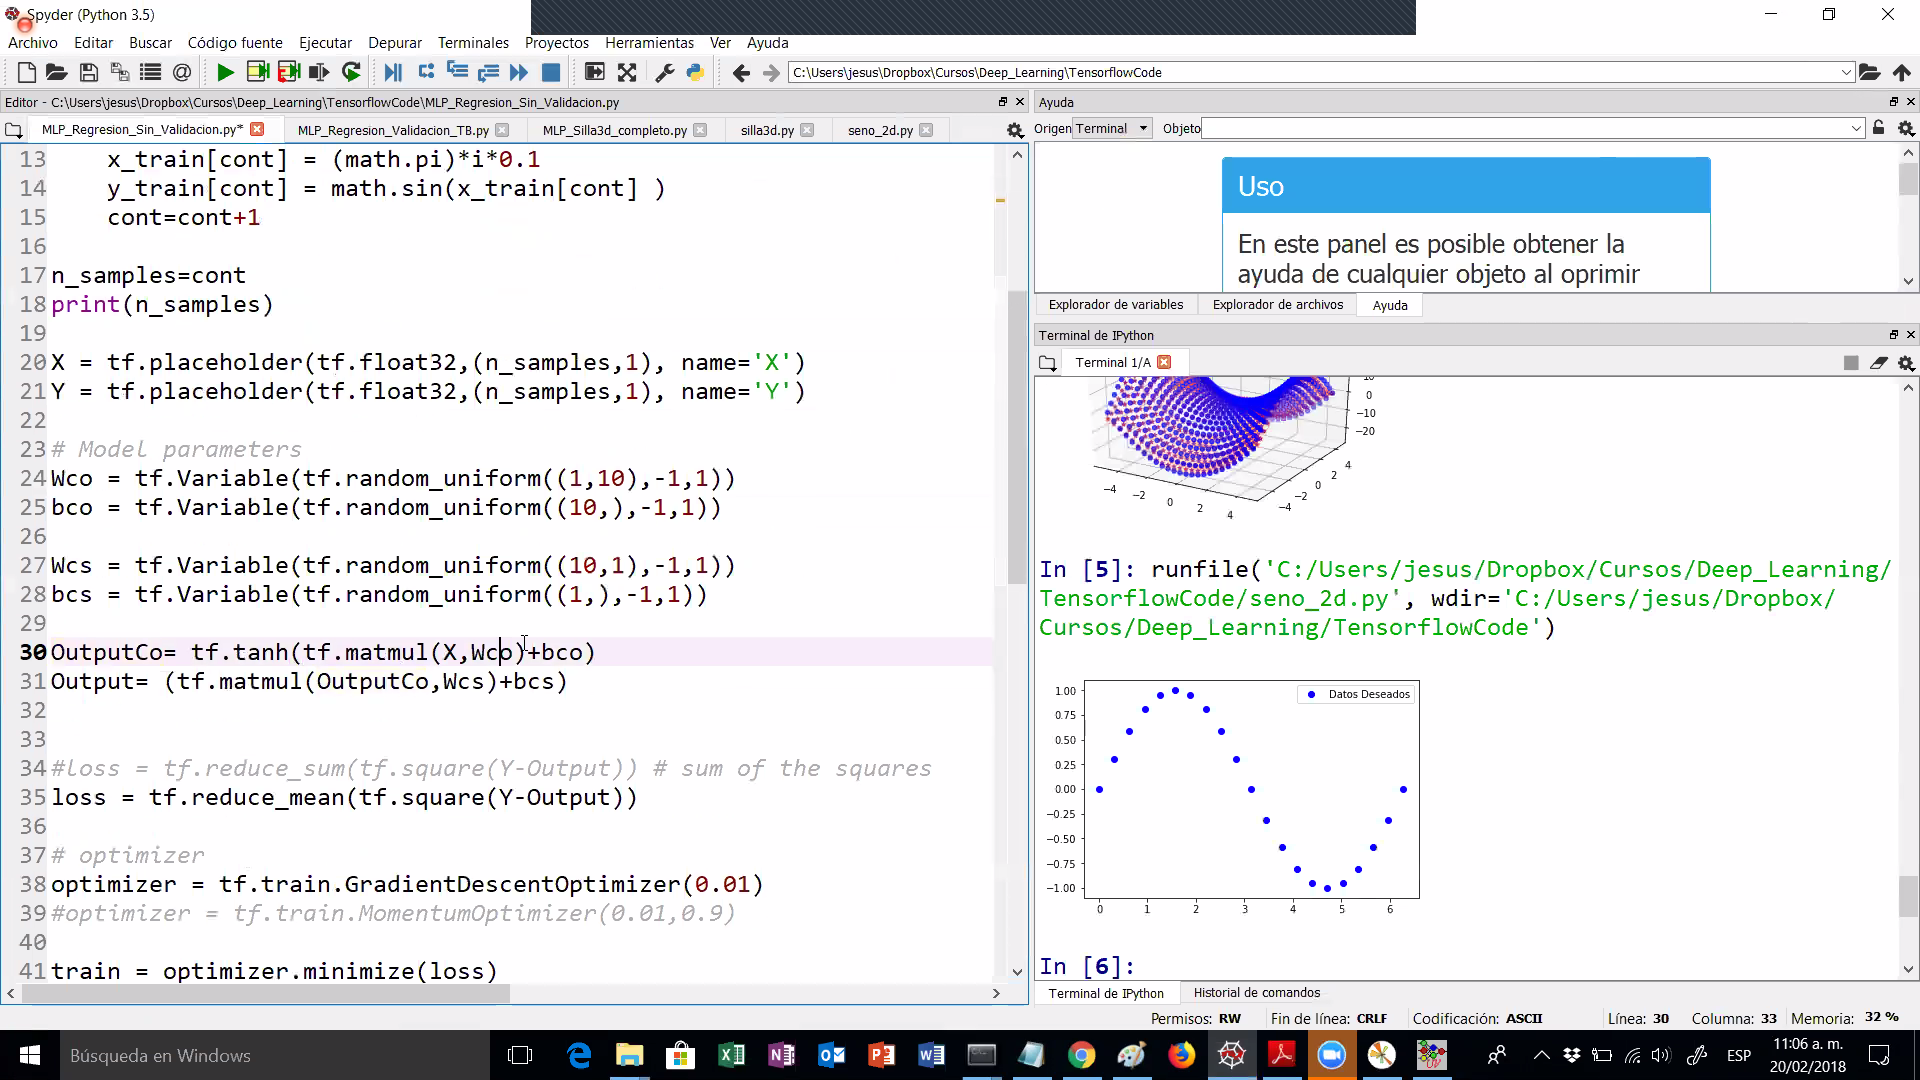 Spyder (Python 3.5)
Archivo Editar Buscar Código fuente Ejecutar Depurar Terminales Proyectos Herramientas Ver Ayuda
C:\Users\jesus\Dropbox\Cursos\Deep_Learning\TensorflowCode
Editor - C:\Users\jesus\Dropbox\Cursos\Deep_Learning\TensorflowCode\MLP_Regresion_Sin_Validacion.py
MLP_Regresion_Sin_Validacion.py* MLP_Regresion_Validacion_TB.py MLP_Silla3d_completo.py silla3d.py seno_2d.py
13 x_train[cont] = (math.pi)*i*0.1
14 y_train[cont] = math.sin(x_train[cont] )
15 cont=cont+1
16
17 n_samples=cont
18 print(n_samples)
19
20 X = tf.placeholder(tf.float32,(n_samples,1), name='X')
21 Y = tf.placeholder(tf.float32,(n_samples,1), name='Y')
22
23 # Model parameters
24 Wco = tf.Variable(tf.random_uniform((1,10),-1,1))
25 bco = tf.Variable(tf.random_uniform((10,),-1,1))
26
27 Wcs = tf.Variable(tf.random_uniform((10,1),-1,1))
28 bcs = tf.Variable(tf.random_uniform((1,),-1,1))
29
30 OutputCo= tf.tanh(tf.matmul(X,Wco)+bco)
31 Output= (tf.matmul(OutputCo,Wcs)+bcs)
32
33
34 #loss = tf.reduce_sum(tf.square(Y-Output)) # sum of the squares
35 loss = tf.reduce_mean(tf.square(Y-Output))
36
37 # optimizer
38 optimizer = tf.train.GradientDescentOptimizer(0.01)
39 #optimizer = tf.train.MomentumOptimizer(0.01,0.9)
40
41 train = optimizer.minimize(loss)
Ayuda
Origen Terminal Objeto
Uso
En este panel es posible obtener la
ayuda de cualquier objeto al oprimir
Explorador de variables Explorador de archivos Ayuda
Terminal de IPython
Terminal 1/A
10
0
−10
−20
−4 −2 0 2 4
−4 −2 0 2 4
In [5]: runfile('C:/Users/jesus/Dropbox/Cursos/Deep_Learning/
TensorflowCode/seno_2d.py', wdir='C:/Users/jesus/Dropbox/
Cursos/Deep_Learning/TensorflowCode')
Datos Deseados
1.00
0.75
0.50
0.25
0.00
−0.25
−0.50
−0.75
−1.00
0 1 2 3 4 5 6
In [6]:
Terminal de IPython Historial de comandos
Permisos: RW Fin de línea: CRLF Codificación: ASCII Línea: 30 Columna: 33 Memoria: 32 %
Búsqueda en Windows
ESP
11:06 a. m.
20/02/2018